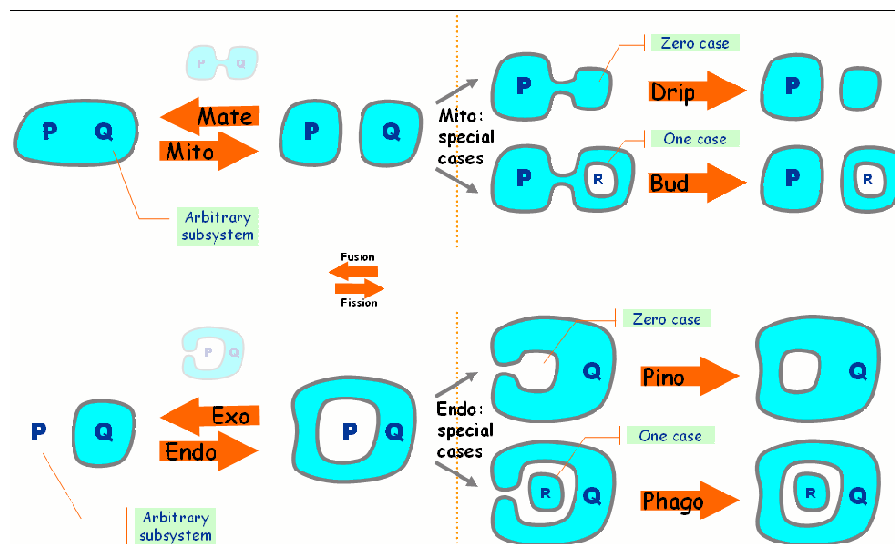 P Q
Mate
Mito
P Q
P Q
Arbitrary
subsystem
Mito:
special
cases
Zero case
P
Drip
P
One case
P
R
Bud
P
R
Fusion
Fission
P Q
P
Q
Exo
Endo
P Q
Arbitrary
subsystem
Endo:
special
cases
Zero case
Q
Pino
Q
One case
R
Q
Phago
R
Q